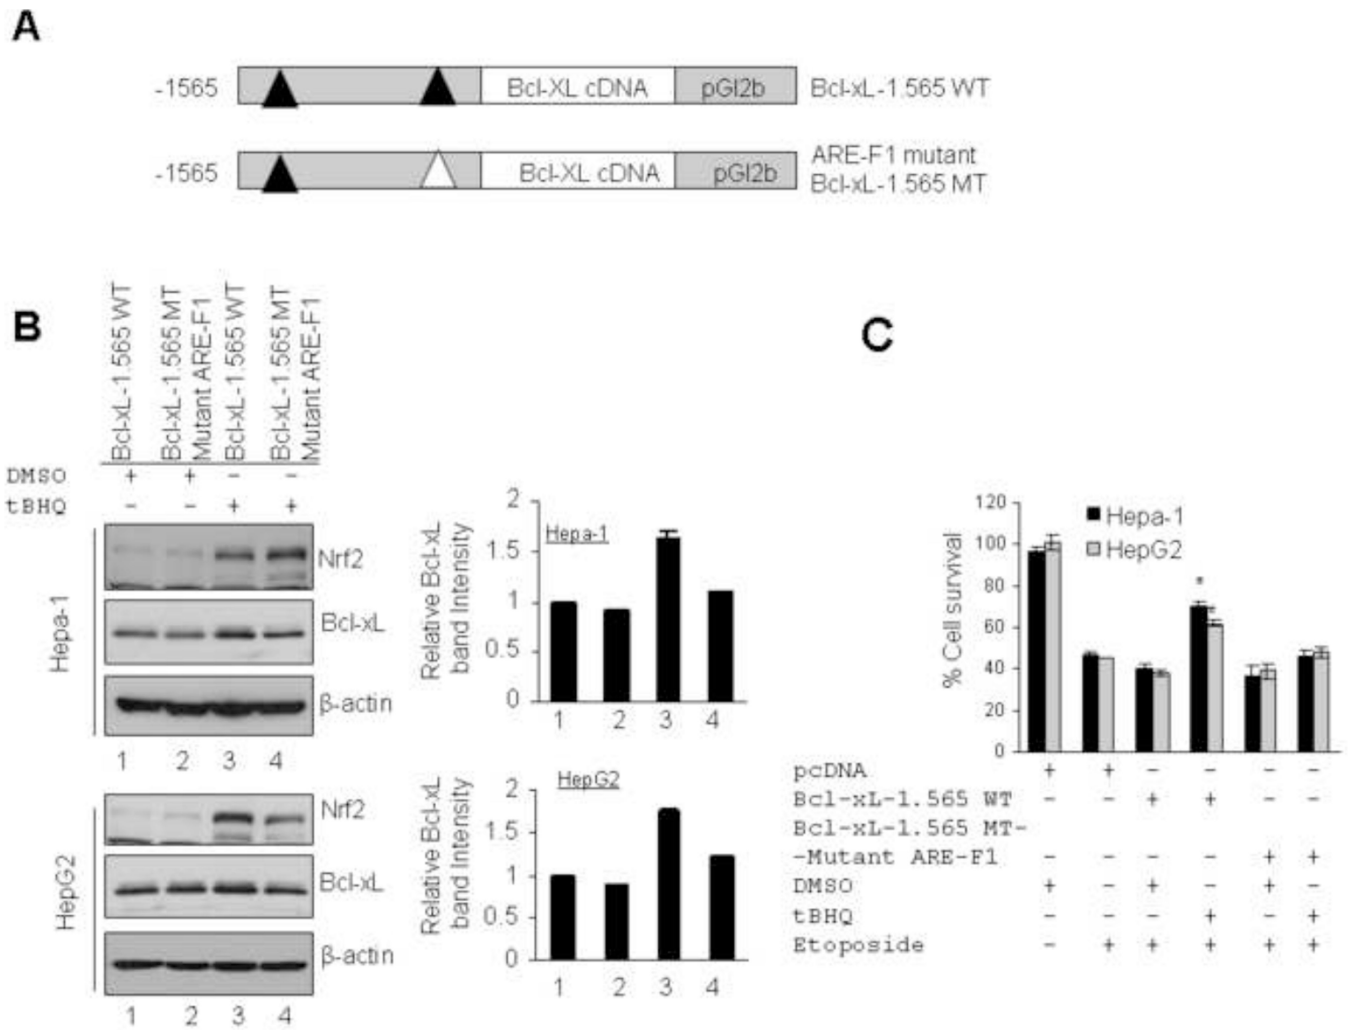 A
-1565 Bcl-XL cDNA pGl2b Bcl-xL-1.565 WT
-1565 Bcl-XL cDNA pGl2b ARE-F1 mutant
Bcl-xL-1.565 MT
B
Bcl-xL-1.565 WT
Bcl-xL-1.565 MT
Mutant ARE-F1
Bcl-xL-1.565 WT
Bcl-xL-1.565 MT
Mutant ARE-F1
DMSO + + - -
tBHQ - - + +
Hepa-1
Nrf2
Bcl-xL
β-actin
1 2 3 4
HepG2
Nrf2
Bcl-xL
β-actin
1 2 3 4
Relative Bcl-xL
band Intensity
Hepa-1
2
1.5
1
0.5
0
1 2 3 4
Relative Bcl-xL
band Intensity
HepG2
2
1.5
1
0.5
0
1 2 3 4
C
% Cell survival
120
100
80
60
40
20
0
Hepa-1
HepG2
*
*
pcDNA + + - - - -
Bcl-xL-1.565 WT - - + + - -
Bcl-xL-1.565 MT-
-Mutant ARE-F1 - - - - + +
DMSO + - + - + -
tBHQ - - - + - +
Etoposide - + + + + +